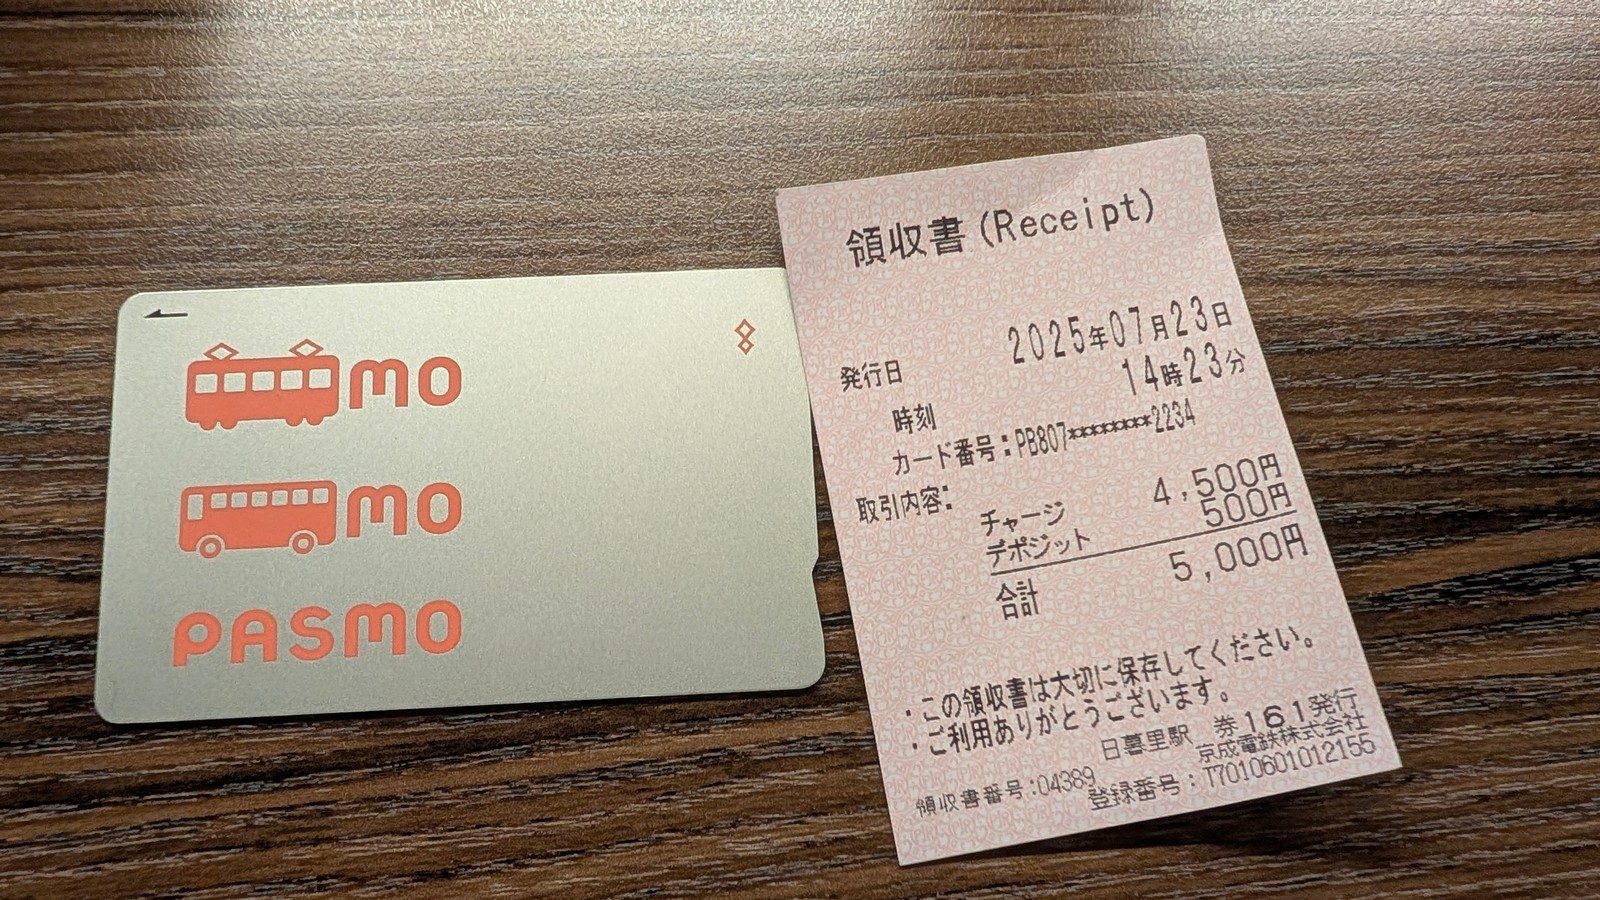 mo
mo
PASMO
領収書(Receipt)
発行日 2025年07月23日
時刻 14時23分
カード番号:PB807********2234
取引内容:
チャージ 4,500円
デポジット 500円
合計 5,000円
・この領収書は大切に保存してください。
・ご利用ありがとうございます。
日暮里駅 券161発行
京成電鉄株式会社
領収書番号:04389
登録番号:T7010601012155